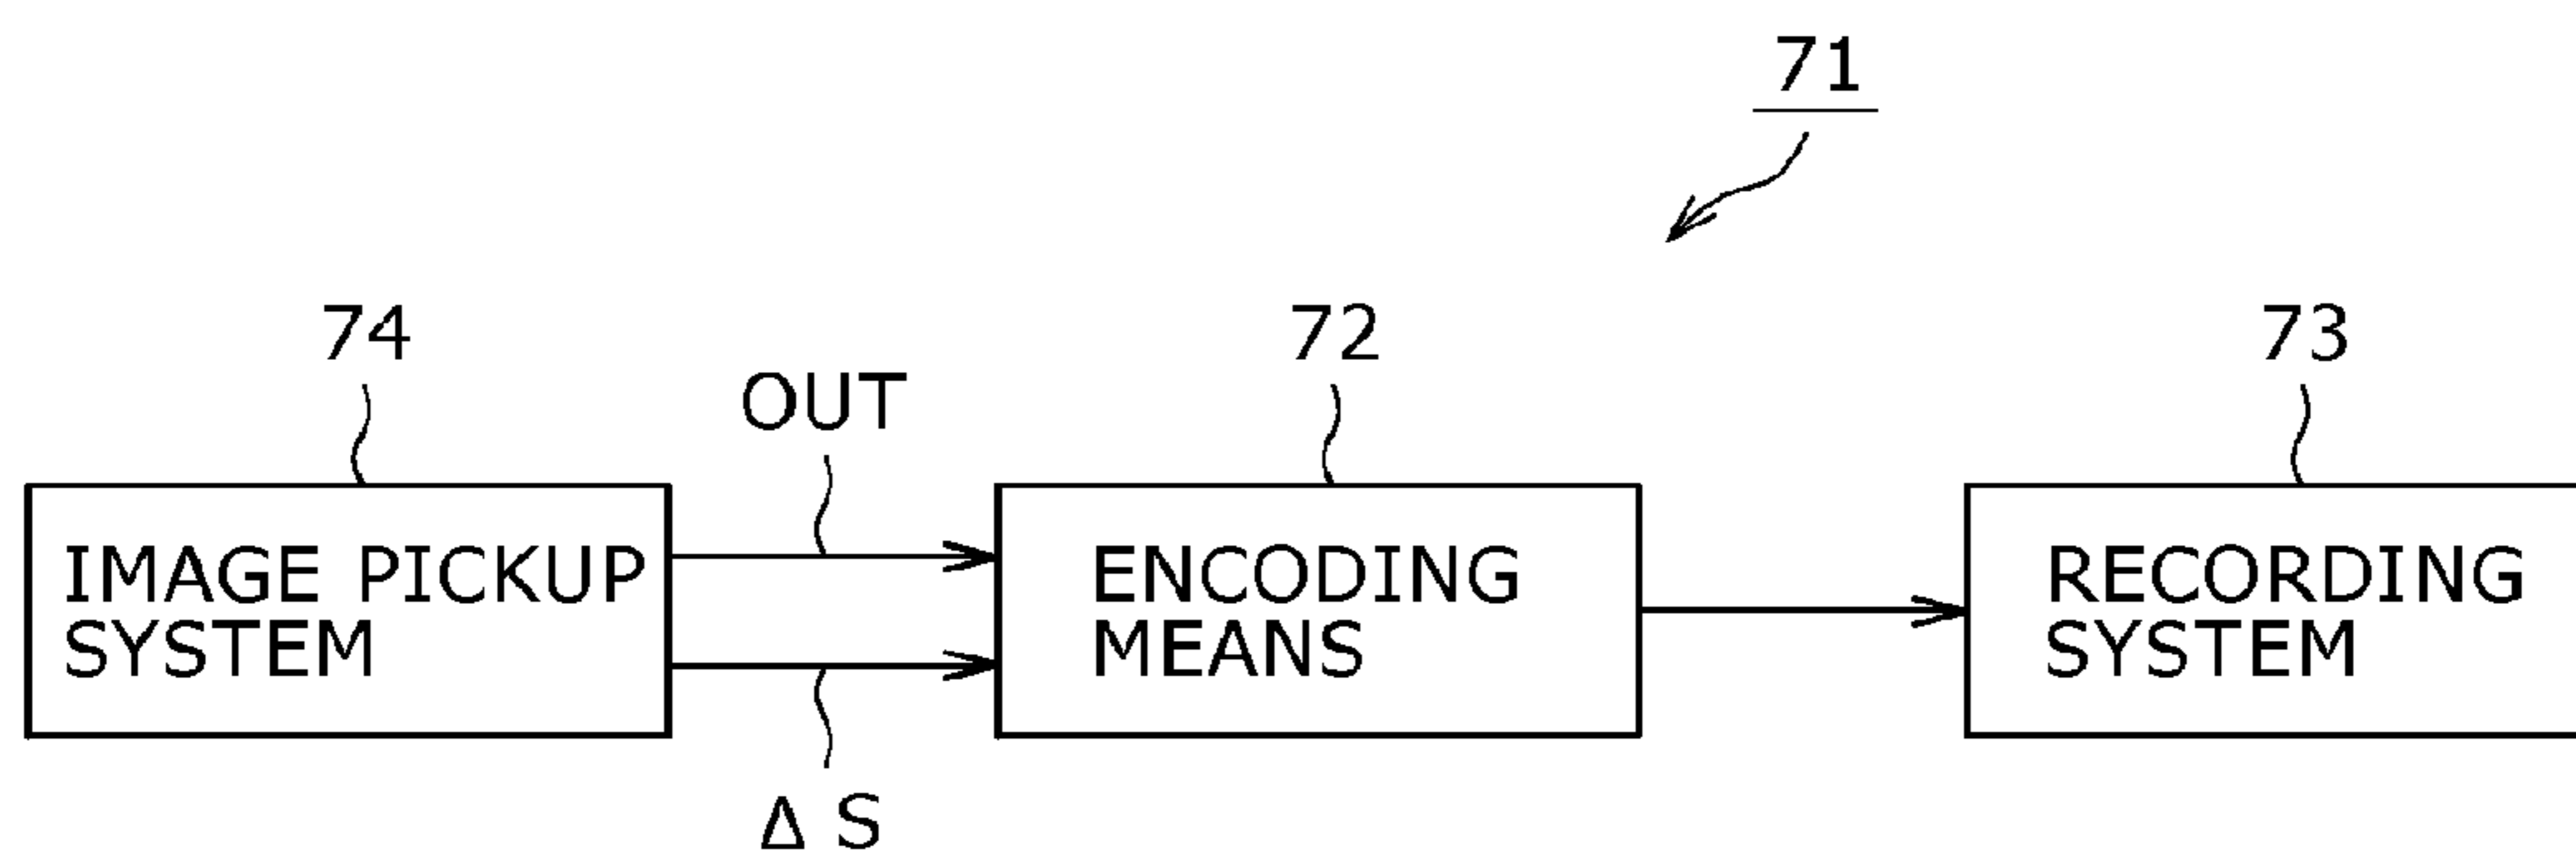 71
74
72
73
OUT
IMAGE PICKUP
SYSTEM
ENCODING
MEANS
RECORDING
SYSTEM
Δ S